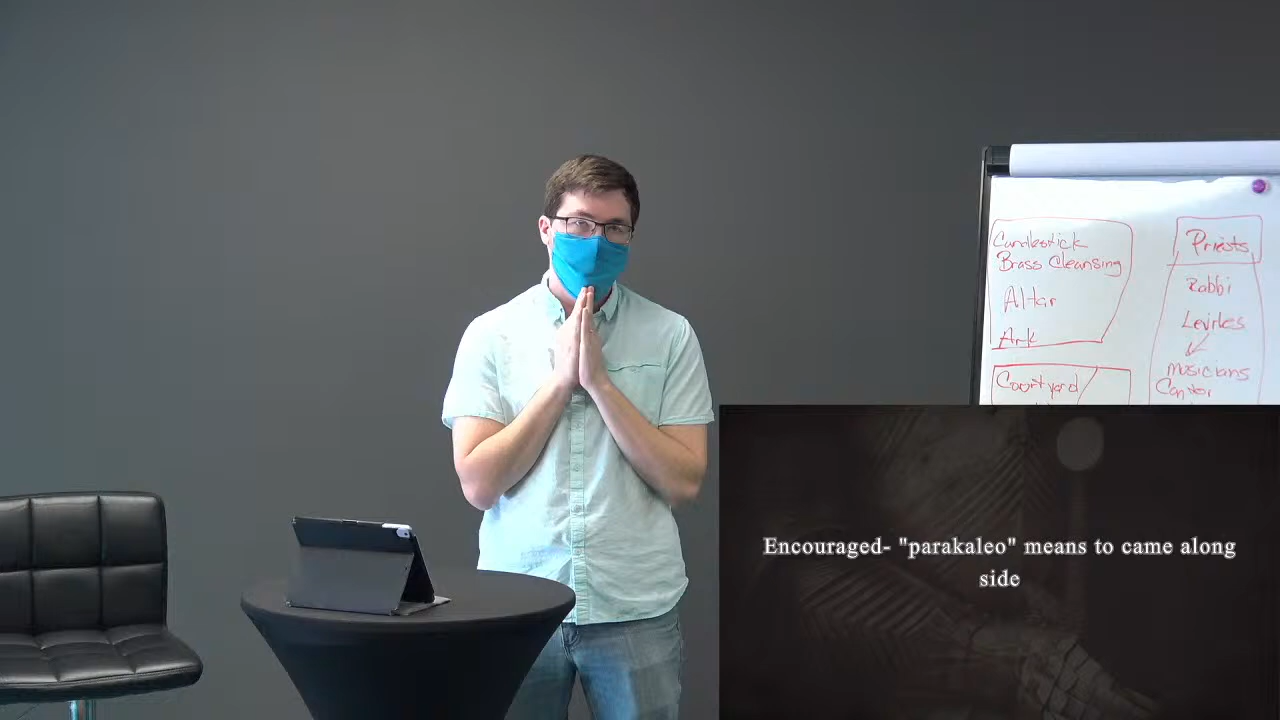 Candlestick
Brass Cleansing
Altar
Ark
Courtyard
Priests
Rabbi
Levites
Musicians
Cantor
Encouraged- "parakaleo" means to came along
side